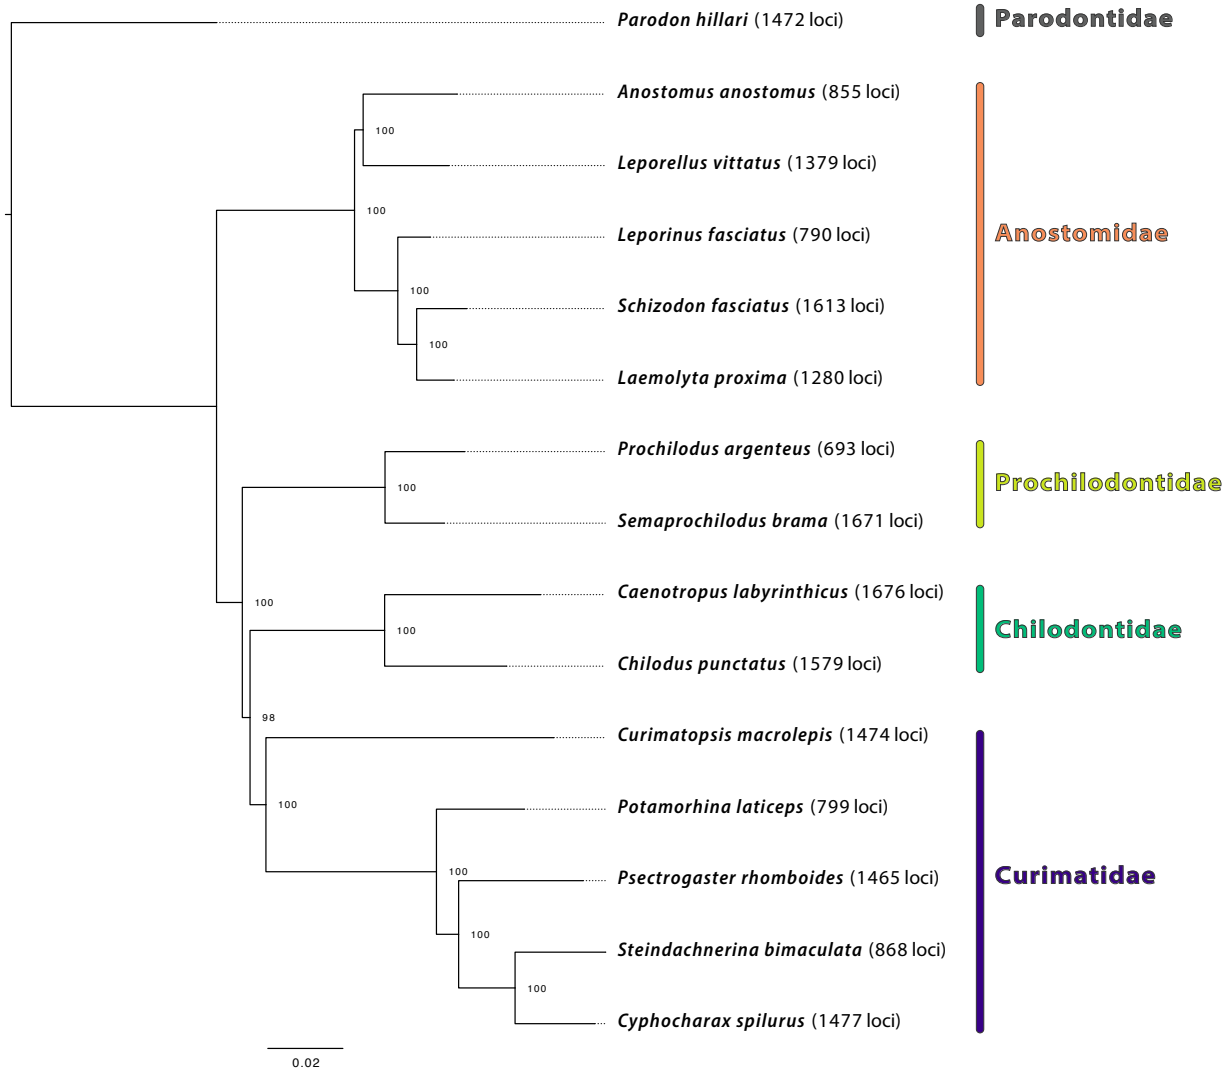 Parodon hillari (1472 loci)
Parodontidae
Anostomus anostomus (855 loci)
100
Leporellus vittatus (1379 loci)
100
Leporinus fasciatus (790 loci)
Anostomidae
100
Schizodon fasciatus (1613 loci)
100
Laemolyta proxima (1280 loci)
Prochilodus argenteus (693 loci)
100
Prochilodontidae
Semaprochilodus brama (1671 loci)
Caenotropus labyrinthicus (1676 loci)
100
100
Chilodontidae
Chilodus punctatus (1579 loci)
98
Curimatopsis macrolepis (1474 loci)
100
Potamorhina laticeps (799 loci)
100
Psectrogaster rhomboides (1465 loci)
Curimatidae
100
Steindachnerina bimaculata (868 loci)
100
Cyphocharax spilurus (1477 loci)
0.02